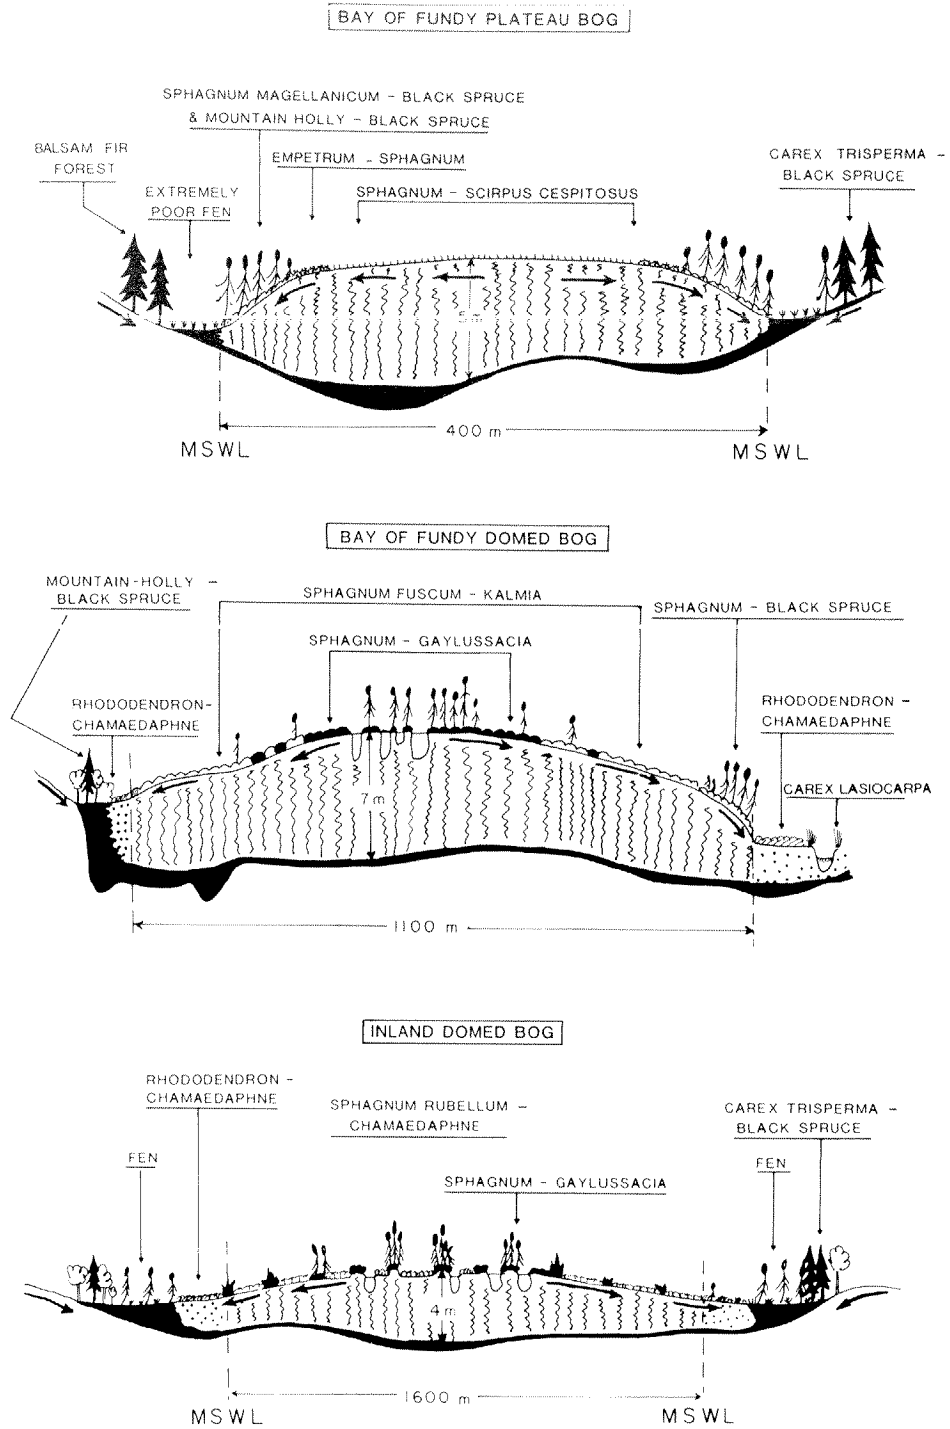 BAY OF FUNDY PLATEAU BOG
SPHAGNUM MAGELLANICUM - BLACK SPRUCE
& MOUNTAIN HOLLY - BLACK SPRUCE
BALSAM FIR
FOREST
EMPETRUM - SPHAGNUM
CAREX TRISPERMA -
BLACK SPRUCE
EXTREMELY
POOR FEN
SPHAGNUM - SCIRPUS CESPITOSUS
5 m
400 m
MSWL
MSWL
BAY OF FUNDY DOMED BOG
MOUNTAIN-HOLLY -
BLACK SPRUCE
SPHAGNUM FUSCUM - KALMIA
SPHAGNUM - BLACK SPRUCE
SPHAGNUM - GAYLUSSACIA
RHODODENDRON-
CHAMAEDAPHNE
RHODODENDRON -
CHAMAEDAPHNE
CAREX LASIOCARPA
7 m
1100 m
INLAND DOMED BOG
RHODODENDRON -
CHAMAEDAPHNE
SPHAGNUM RUBELLUM -
CHAMAEDAPHNE
CAREX TRISPERMA -
BLACK SPRUCE
FEN
FEN
SPHAGNUM - GAYLUSSACIA
4 m
1600 m
MSWL
MSWL